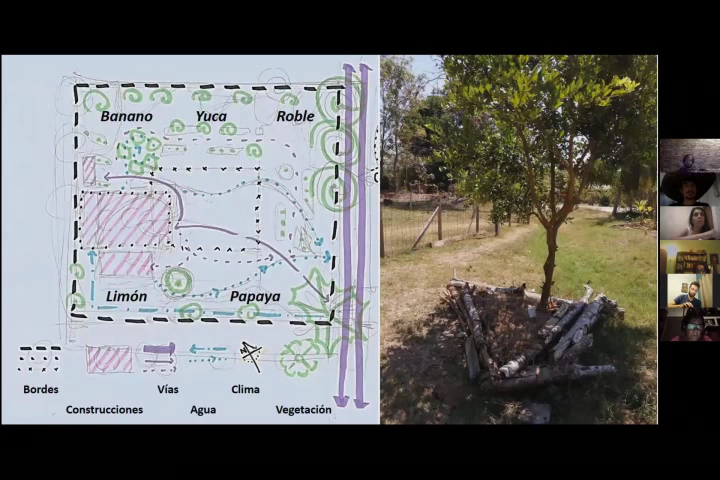 Banano Yuca Roble
Limón Papaya
Bordes Vías Clima
Construcciones Agua Vegetación